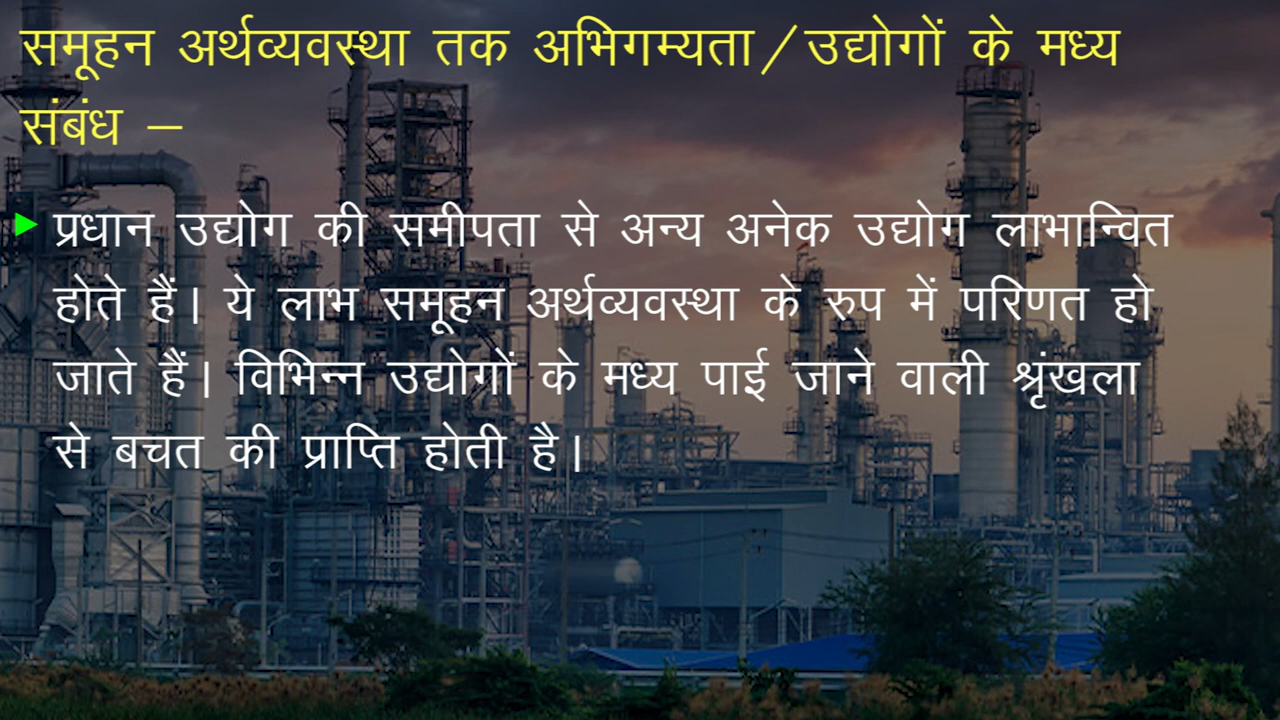 समूहन अर्थव्यवस्था तक अभिगम्यता/उद्योगों के मध्य
संबंध –
प्रधान उद्योग की समीपता से अन्य अनेक उद्योग लाभान्वित
होते हैं। ये लाभ समूहन अर्थव्यवस्था के रुप में परिणत हो
जाते हैं। विभिन्न उद्योगों के मध्य पाई जाने वाली श्रृंखला
से बचत की प्राप्ति होती है।